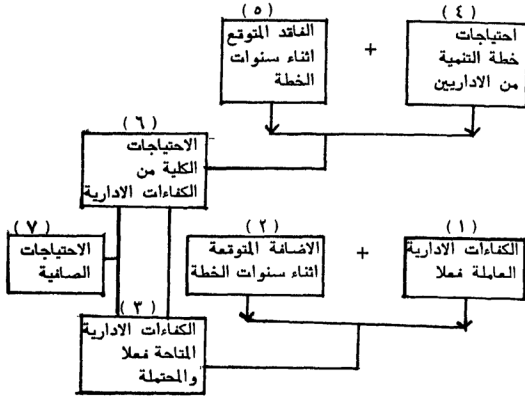 (٤)
احتياجات
خطة التنمية
من الاداريين
+
(٥)
الفاقد المتوقع
اثناء سنوات
الخطة
(٦)
الاحتياجات
الكلية من
الكفاءات الادارية
(٧)
الاحتياجات
الصافية
(١)
الكفاءات الادارية
العاملة فعلا
+
(٢)
الاضافة المتوقعة
اثناء سنوات الخطة
(٣)
الكفاءات الادارية
المتاحة فعلا
والمحتملة